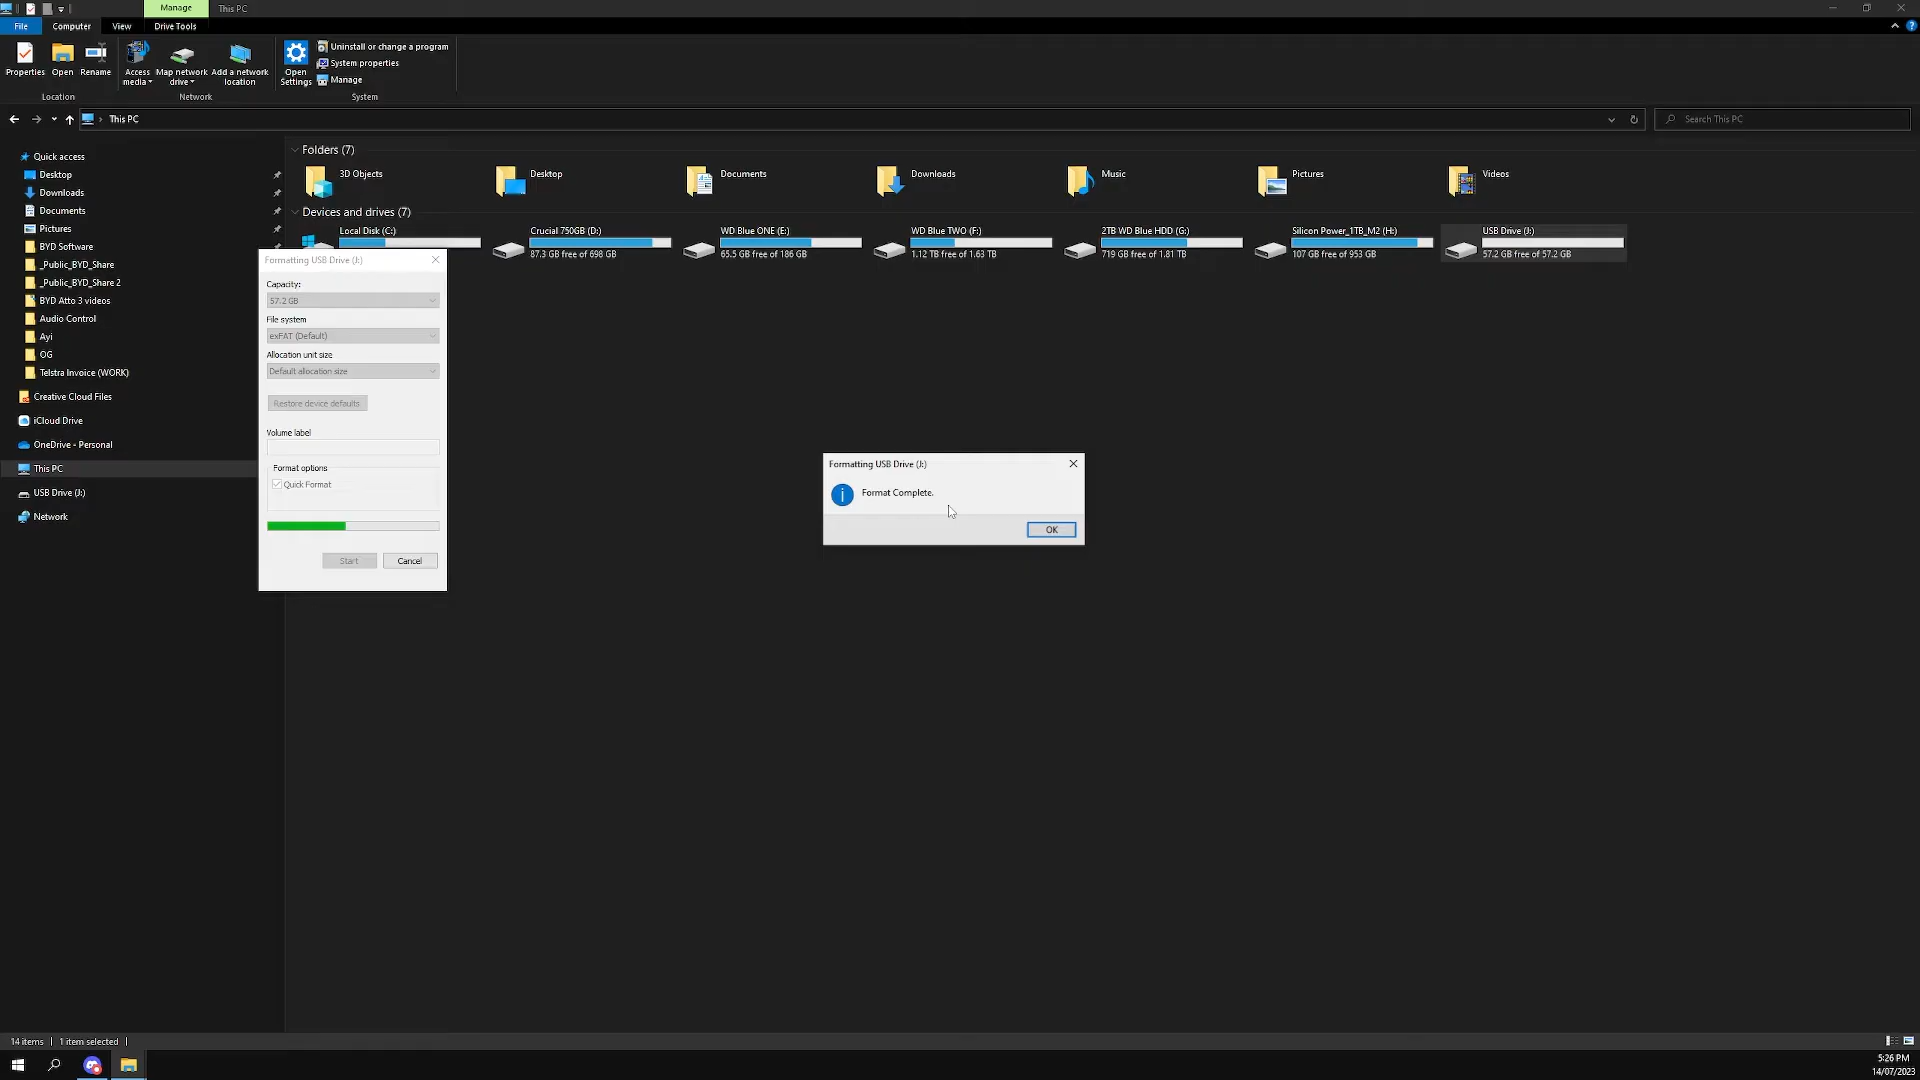 Manage
This PC
File
Computer
View
Drive Tools
Properties
Open
Rename
Access media
Map network drive
Add a network location
Open Settings
Uninstall or change a program
System properties
Manage
Location
Network
System
This PC
Search This PC
Quick access
Desktop
Downloads
Documents
Pictures
BYD Software
_Public_BYD_Share
_Public_BYD_Share 2
BYD Atto 3 videos
Audio Control
Ayi
OG
Telstra Invoice (WORK)
Creative Cloud Files
iCloud Drive
OneDrive - Personal
This PC
USB Drive (J:)
Network
Folders (7)
3D Objects
Desktop
Documents
Downloads
Music
Pictures
Videos
Devices and drives (7)
Local Disk (C:)
Crucial 750GB (D:)
87.3 GB free of 698 GB
WD Blue ONE (E:)
65.5 GB free of 186 GB
WD Blue TWO (F:)
1.12 TB free of 1.63 TB
2TB WD Blue HDD (G:)
719 GB free of 1.81 TB
Silicon Power_1TB_M2 (H:)
107 GB free of 953 GB
USB Drive (J:)
57.2 GB free of 57.2 GB
Formatting USB Drive (J:)
Capacity:
57.2 GB
File system
exFAT (Default)
Allocation unit size
Default allocation size
Restore device defaults
Volume label
Format options
Quick Format
Start
Cancel
Formatting USB Drive (J:)
Format Complete.
OK
14 items
1 item selected
5:26 PM
14/07/2023